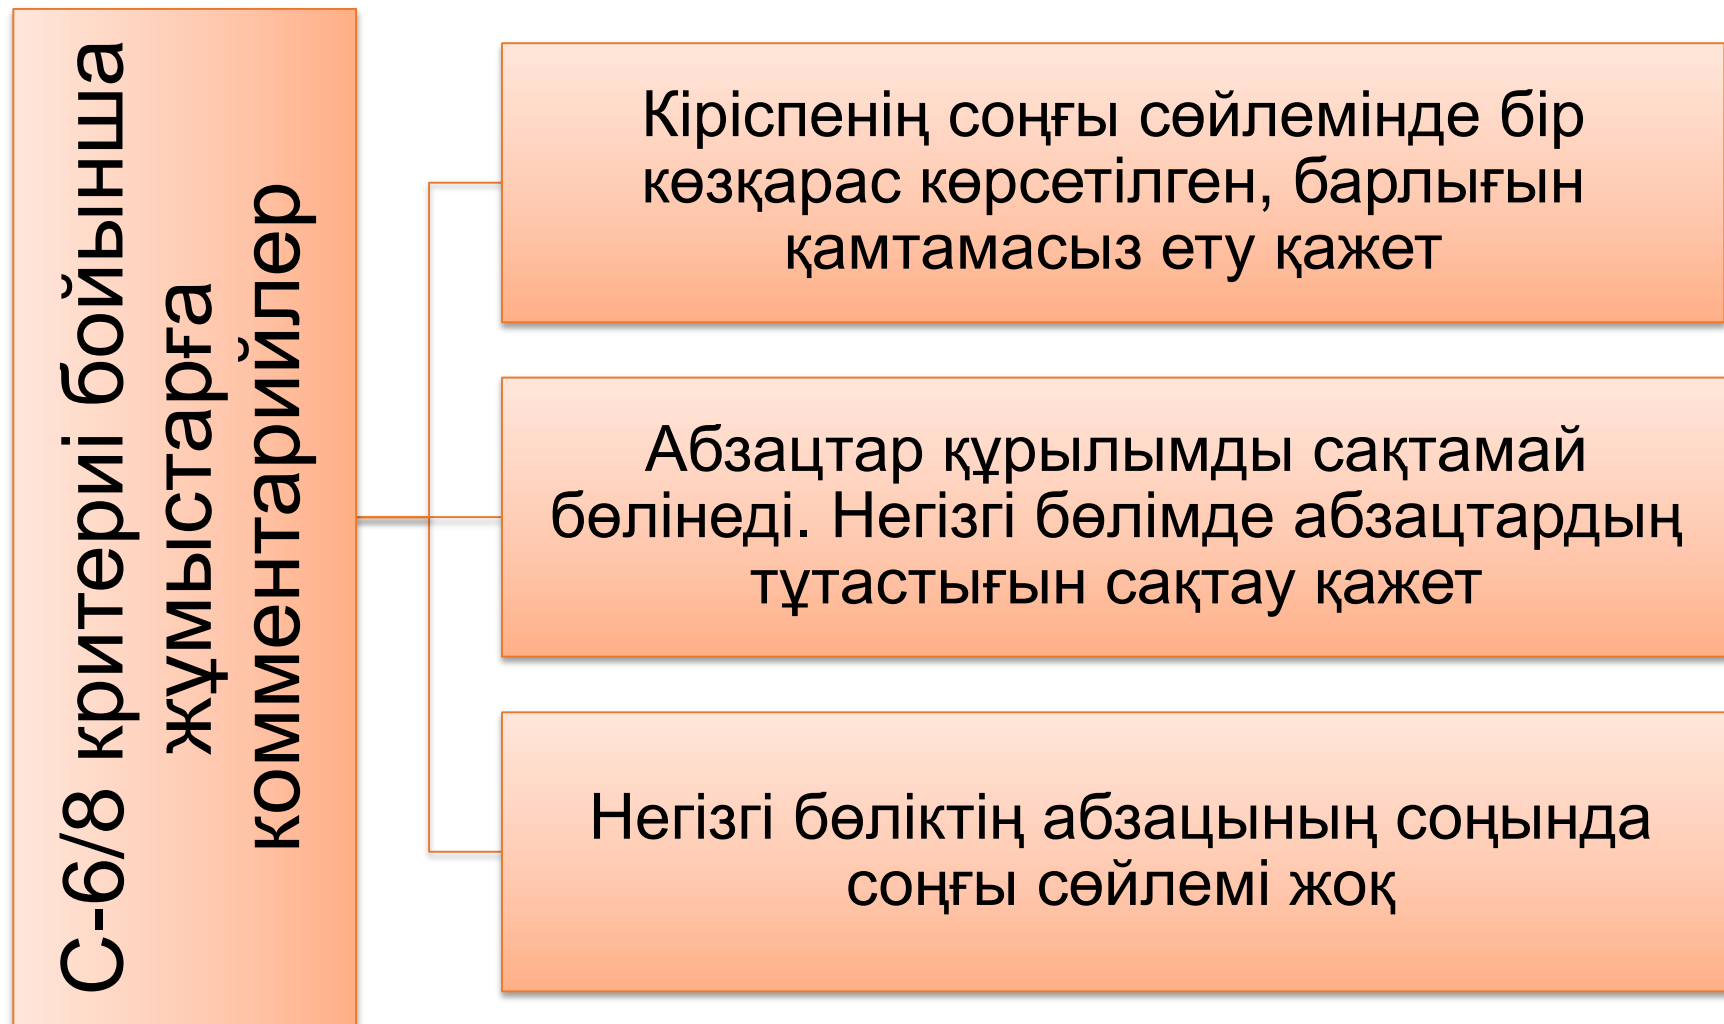 С-6/8 критериі бойынша
жұмыстарға
комментарийлер
Кіріспенің соңғы сөйлемінде бір
көзқарас көрсетілген, барлығын
қамтамасыз ету қажет
Абзацтар құрылымды сақтамай
бөлінеді. Негізгі бөлімде абзацтардың
тұтастығын сақтау қажет
Негізгі бөліктің абзацының соңында
соңғы сөйлемі жоқ